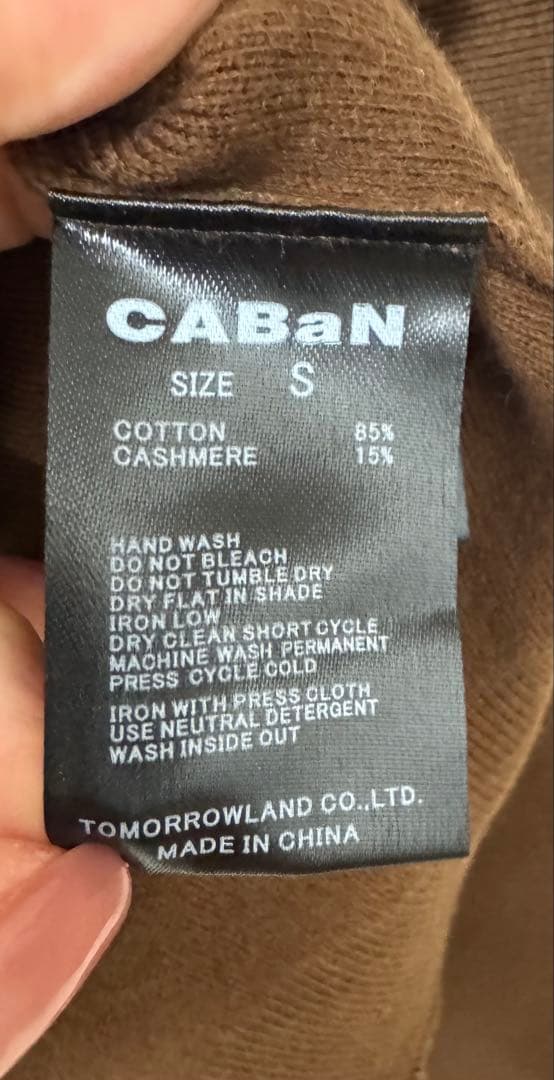 CABaN
SIZE S
COTTON 85%
CASHMERE 15%
HAND WASH
DO NOT BLEACH
DO NOT TUMBLE DRY
DRY FLAT IN SHADE
IRON LOW
DRY CLEAN SHORT CYCLE
MACHINE WASH PERMANENT
PRESS CYCLE COLD
IRON WITH PRESS CLOTH
USE NEUTRAL DETERGENT
WASH INSIDE OUT
TOMORROWLAND CO.,LTD.
MADE IN CHINA